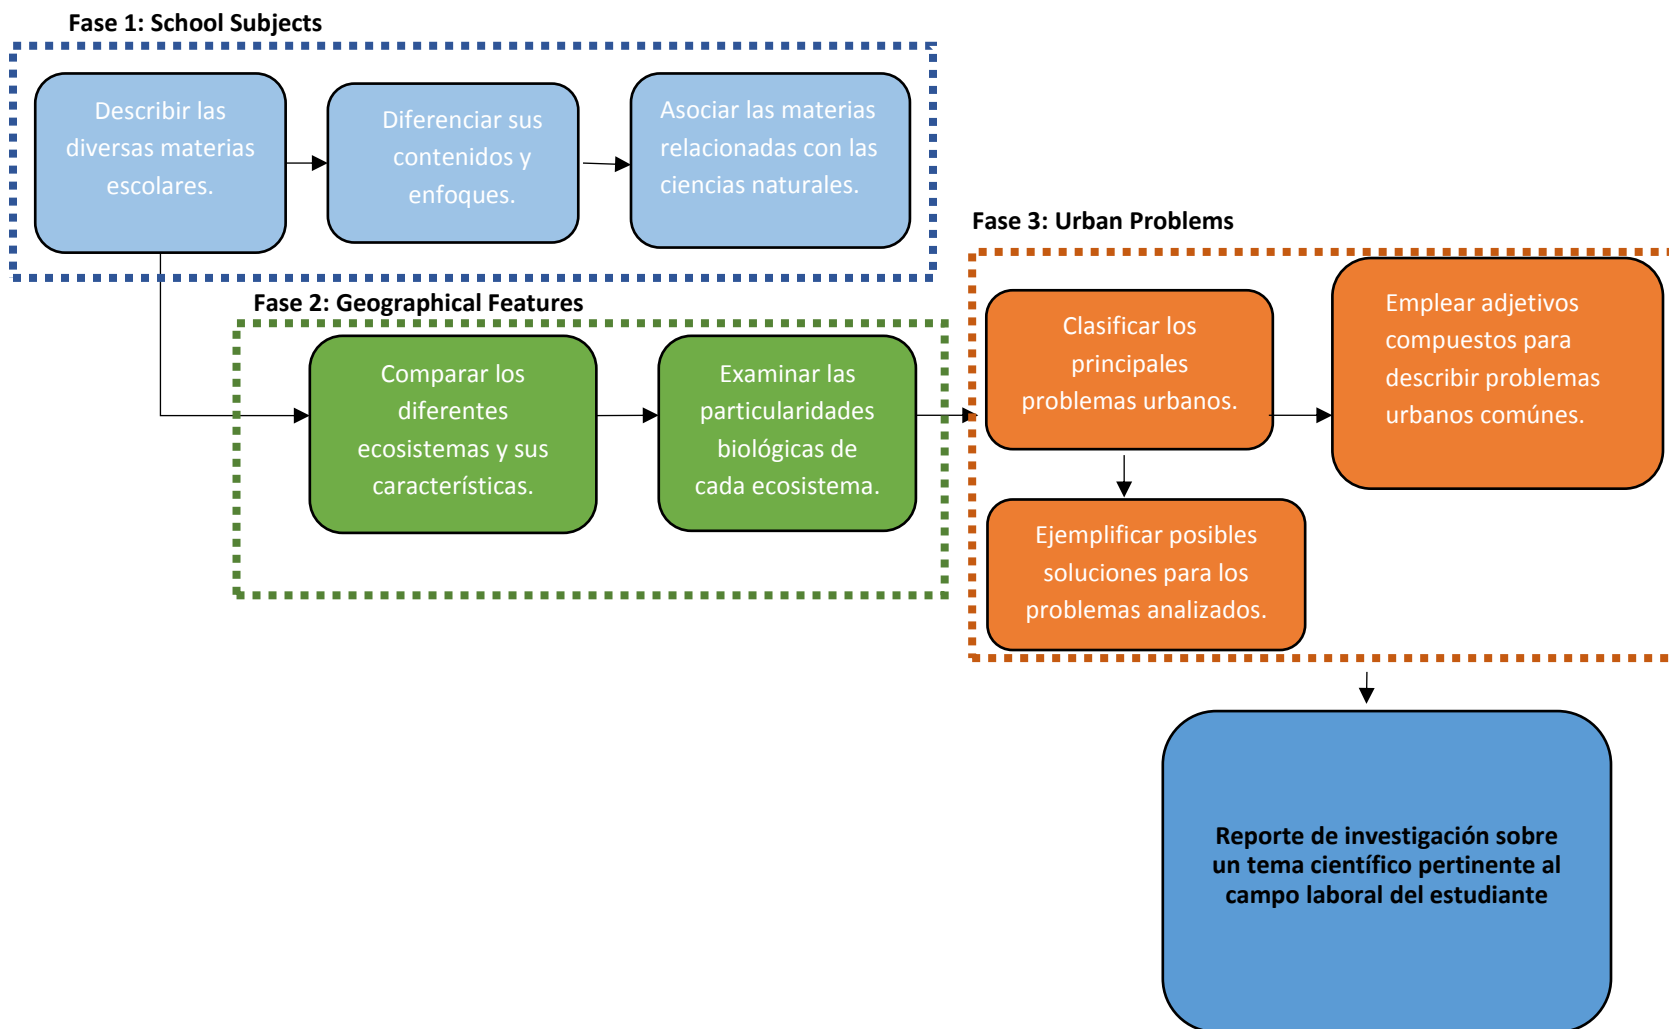 Fase 1: School Subjects
Describir las
diversas materias
escolares.
Diferenciar sus
contenidos y
enfoques.
Asociar las materias
relacionadas con las
ciencias naturales.
Fase 2: Geographical Features
Comparar los
diferentes
ecosistemas y sus
características.
Examinar las
particularidades
biológicas de
cada ecosistema.
Fase 3: Urban Problems
Clasificar los
principales
problemas urbanos.
Emplear adjetivos
compuestos para
describir problemas
urbanos comúnes.
Ejemplificar posibles
soluciones para los
problemas analizados.
Reporte de investigación sobre
un tema científico pertinente al
campo laboral del estudiante